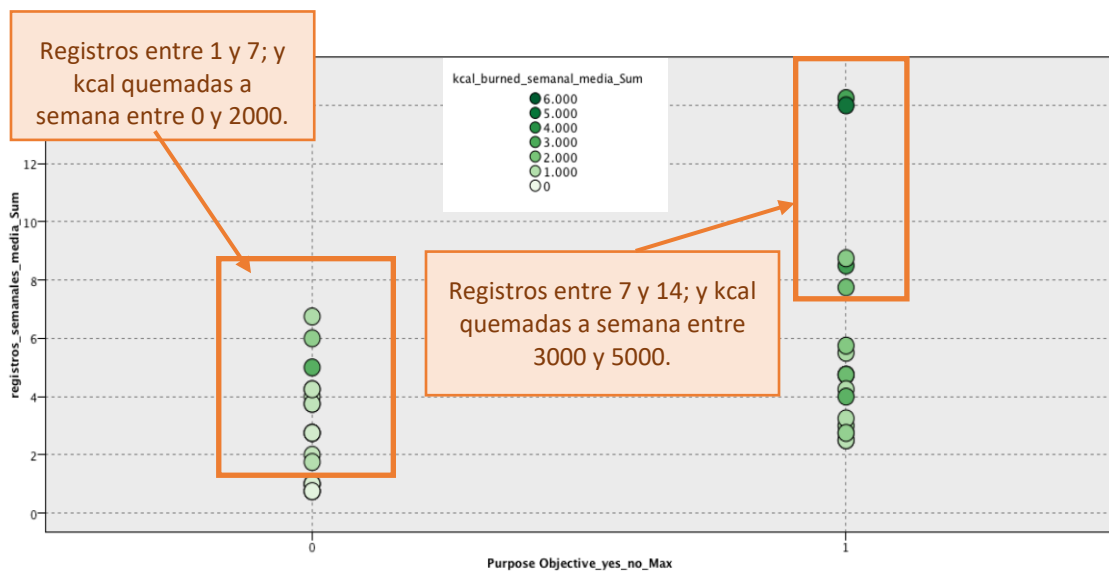 Registros entre 1 y 7; y
kcal quemadas a
semana entre 0 y 2000.
kcal_burned_semanal_media_Sum
6.000
5.000
4.000
3.000
2.000
1.000
0
registros_semanales_media_Sum
12
10
8
6
4
2
0
Registros entre 7 y 14; y kcal
quemadas a semana entre
3000 y 5000.
0
1
Purpose Objective_yes_no_Max